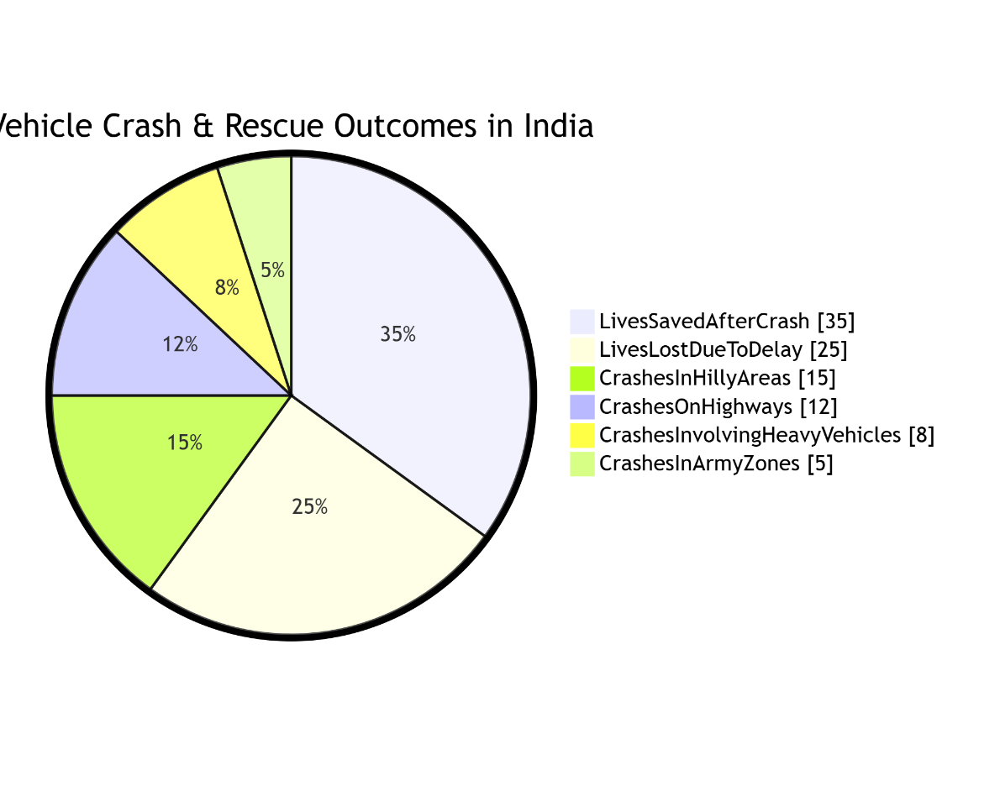 Vehicle Crash & Rescue Outcomes in India
5%
8%
35%
12%
15%
25%
LivesSavedAfterCrash [35]
LivesLostDueToDelay [25]
CrashesInHillyAreas [15]
CrashesOnHighways [12]
CrashesInvolvingHeavyVehicles [8]
CrashesInArmyZones [5]